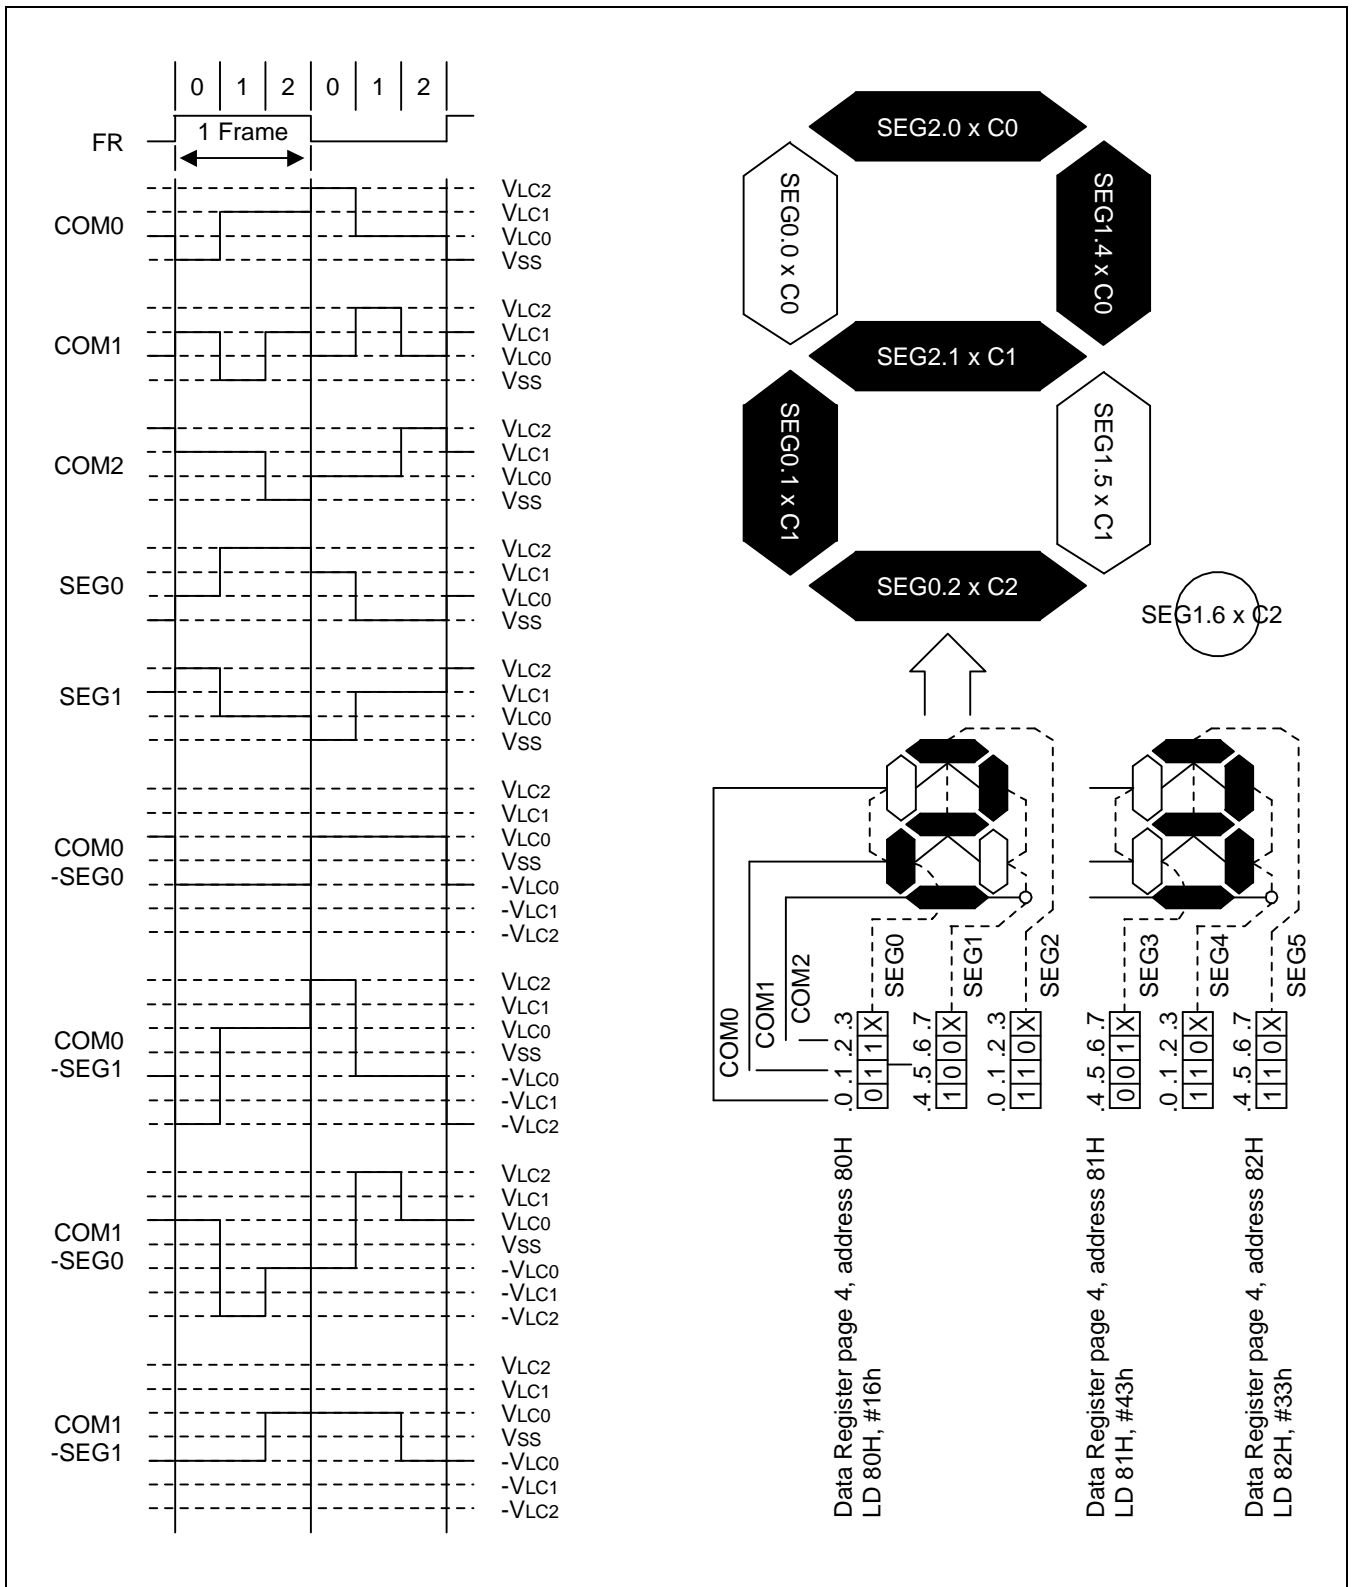 0 1 2 0 1 2
FR
1 Frame
COM0
VLC2
VLC1
VLC0
VSS
COM1
VLC2
VLC1
VLC0
VSS
COM2
VLC2
VLC1
VLC0
VSS
SEG0
VLC2
VLC1
VLC0
VSS
SEG1
VLC2
VLC1
VLC0
VSS
COM0
-SEG0
VLC2
VLC1
VLC0
VSS
-VLC0
-VLC1
-VLC2
COM0
-SEG1
VLC2
VLC1
VLC0
VSS
-VLC0
-VLC1
-VLC2
COM1
-SEG0
VLC2
VLC1
VLC0
VSS
-VLC0
-VLC1
-VLC2
COM1
-SEG1
VLC2
VLC1
VLC0
VSS
-VLC0
-VLC1
-VLC2
SEG2.0 x C0
SEG0.0 x C0
SEG1.4 x C0
SEG2.1 x C1
SEG0.1 x C1
SEG1.5 x C1
SEG0.2 x C2
SEG1.6 x C2
COM0
COM1
COM2
SEG0
SEG1
SEG2
SEG3
SEG4
SEG5
.0 .1 .2 .3
0 1 1 X
.4 .5 .6 .7
1 0 0 X
.0 .1 .2 .3
1 1 0 X
.4 .5 .6 .7
0 0 1 X
.0 .1 .2 .3
1 1 0 X
.4 .5 .6 .7
1 1 0 X
Data Register page 4, address 80H
LD 80H, #16h
Data Register page 4, address 81H
LD 81H, #43h
Data Register page 4, address 82H
LD 82H, #33h